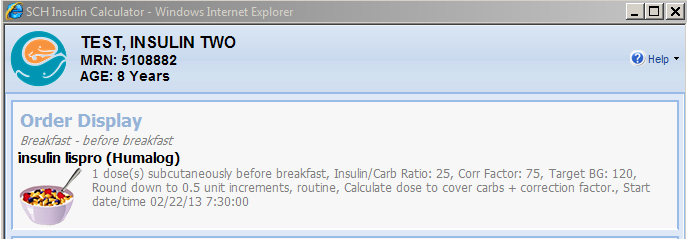 SCH Insulin Calculator - Windows Internet Explorer
TEST, INSULIN TWO
MRN: 5108882
AGE: 8 Years
Help
Order Display
Breakfast - before breakfast
insulin lispro (Humalog)
1 dose(s) subcutaneously before breakfast, Insulin/Carb Ratio: 25, Corr Factor: 75, Target BG: 120,
Round down to 0.5 unit increments, routine, Calculate dose to cover carbs + correction factor., Start
date/time 02/22/13 7:30:00